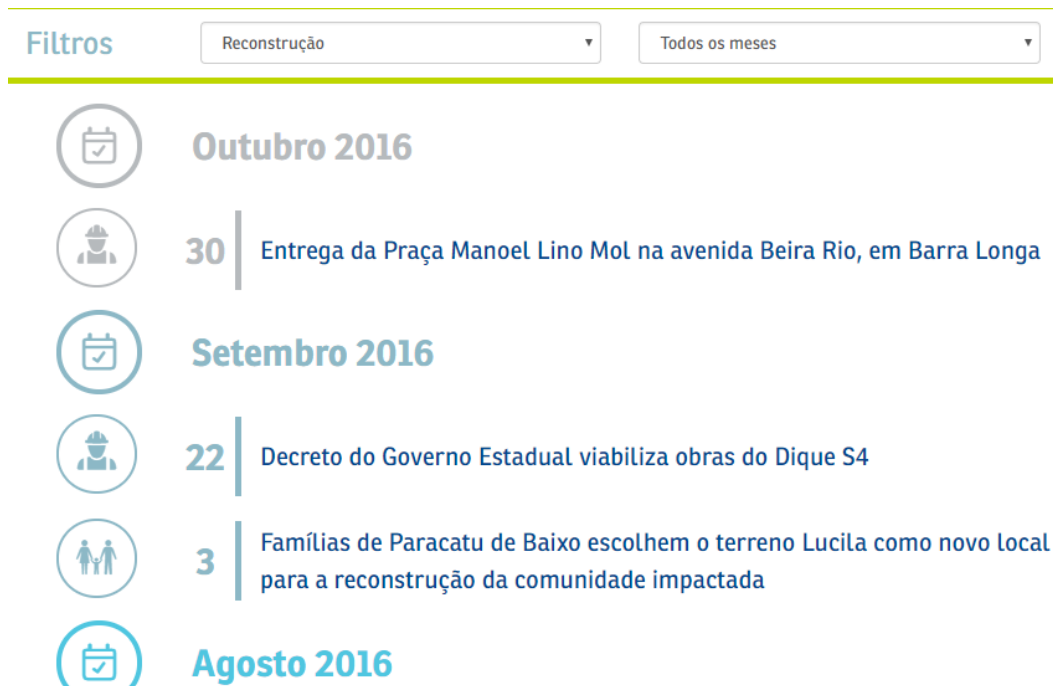 Filtros
Reconstrução
Todos os meses
Outubro 2016
30
Entrega da Praça Manoel Lino Mol na avenida Beira Rio, em Barra Longa
Setembro 2016
22
Decreto do Governo Estadual viabiliza obras do Dique S4
3
Famílias de Paracatu de Baixo escolhem o terreno Lucila como novo local
para a reconstrução da comunidade impactada
Agosto 2016